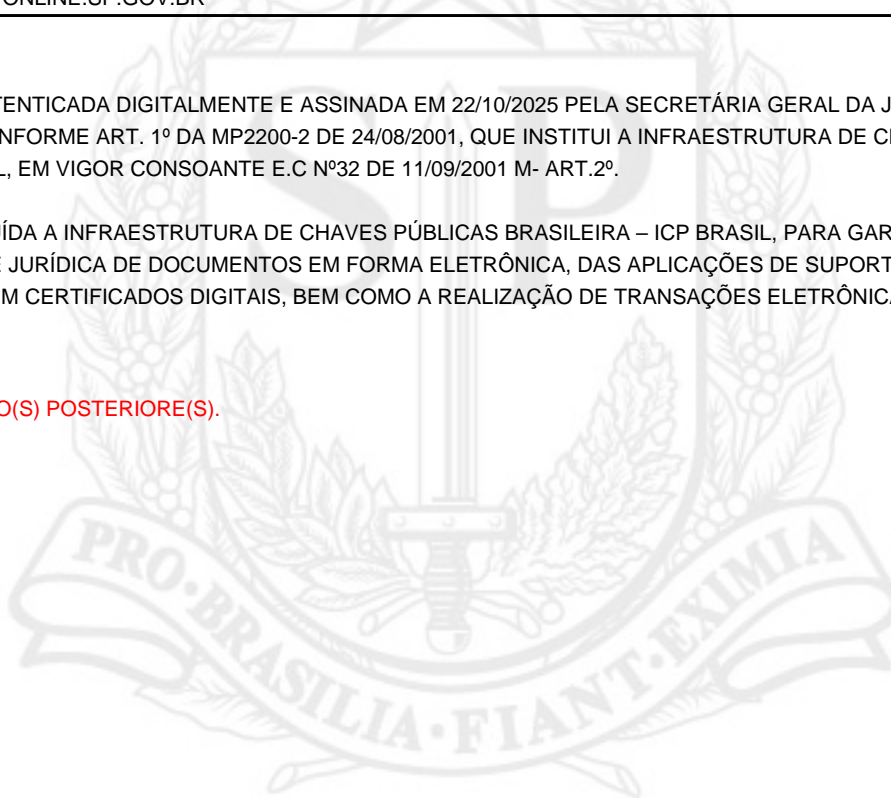 ONLINE.SP.GOV.BR
TENTICADA DIGITALMENTE E ASSINADA EM 22/10/2025 PELA SECRETÁRIA GERAL DA J
NFORME ART. 1º DA MP2200-2 DE 24/08/2001, QUE INSTITUI A INFRAESTRUTURA DE C
L, EM VIGOR CONSOANTE E.C Nº32 DE 11/09/2001 M- ART.2º.
ÍDA A INFRAESTRUTURA DE CHAVES PÚBLICAS BRASILEIRA – ICP BRASIL, PARA GAR
E JURÍDICA DE DOCUMENTOS EM FORMA ELETRÔNICA, DAS APLICAÇÕES DE SUPORT
M CERTIFICADOS DIGITAIS, BEM COMO A REALIZAÇÃO DE TRANSAÇÕES ELETRÔNICA
O(S) POSTERIORE(S).
SP
PRO·BRASILIA·FIANT·EXIMIA